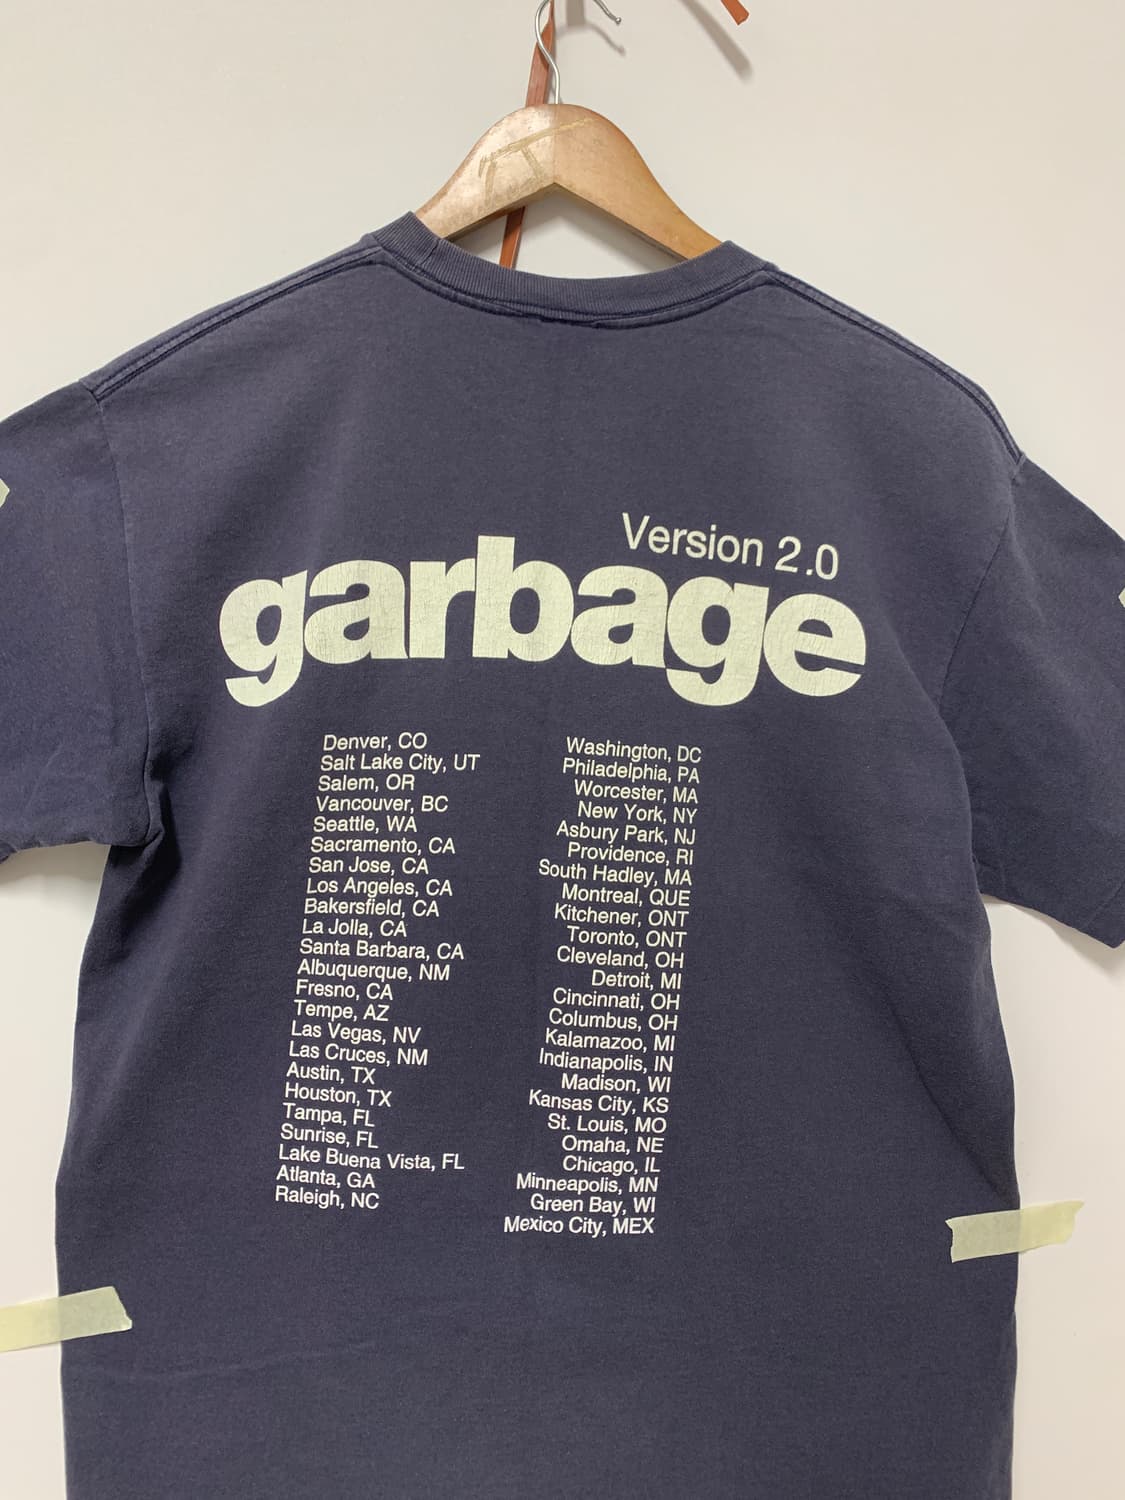 Version 2.0
garbage
Denver, CO
Salt Lake City, UT
Salem, OR
Vancouver, BC
Seattle, WA
Sacramento, CA
San Jose, CA
Los Angeles, CA
Bakersfield, CA
La Jolla, CA
Santa Barbara, CA
Albuquerque, NM
Fresno, CA
Tempe, AZ
Las Vegas, NV
Las Cruces, NM
Austin, TX
Houston, TX
Tampa, FL
Sunrise, FL
Lake Buena Vista, FL
Atlanta, GA
Raleigh, NC
Washington, DC
Philadelphia, PA
Worcester, MA
New York, NY
Asbury Park, NJ
Providence, RI
South Hadley, MA
Montreal, QUE
Kitchener, ONT
Toronto, ONT
Cleveland, OH
Detroit, MI
Cincinnati, OH
Columbus, OH
Kalamazoo, MI
Indianapolis, IN
Madison, WI
Kansas City, KS
St. Louis, MO
Omaha, NE
Chicago, IL
Minneapolis, MN
Green Bay, WI
Mexico City, MEX